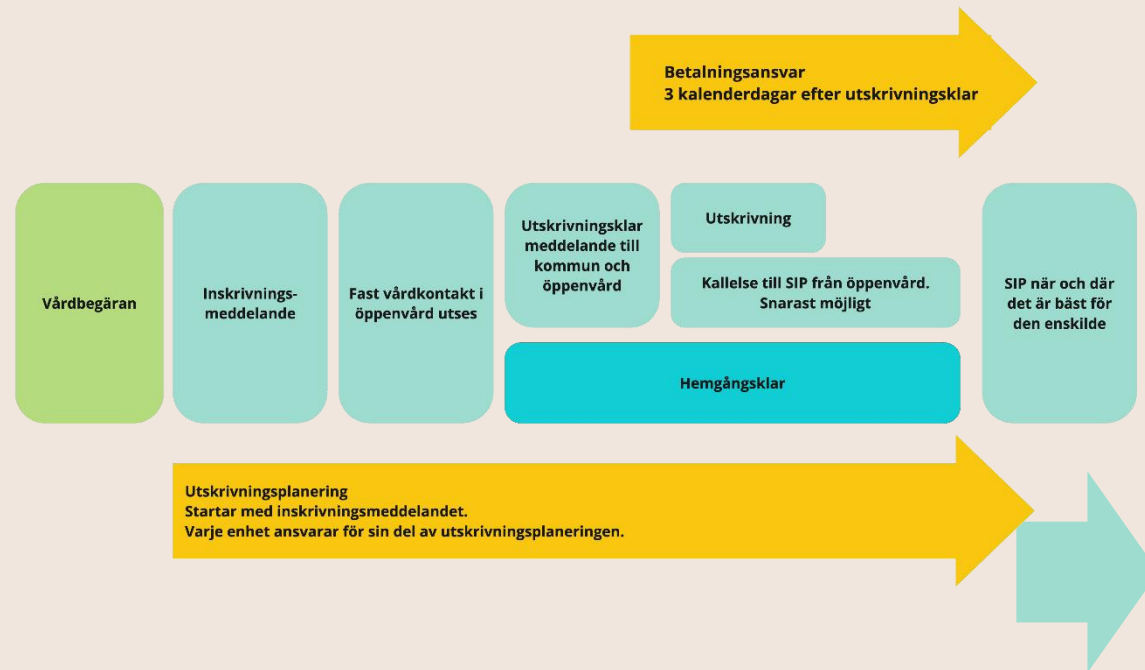 Betalningsansvar
3 kalenderdagar efter utskrivningsklar
Vårdbegäran
Inskrivnings-
meddelande
Fast vårdkontakt i
öppenvård utses
Utskrivningsklar
meddelande till
kommun och
öppenvård
Utskrivning
Kallelse till SIP från öppenvård.
Snarast möjligt
Hemgångsklar
SIP när och där
det är bäst för
den enskilde
Utskrivningsplanering
Startar med inskrivningsmeddelandet.
Varje enhet ansvarar för sin del av utskrivningsplaneringen.